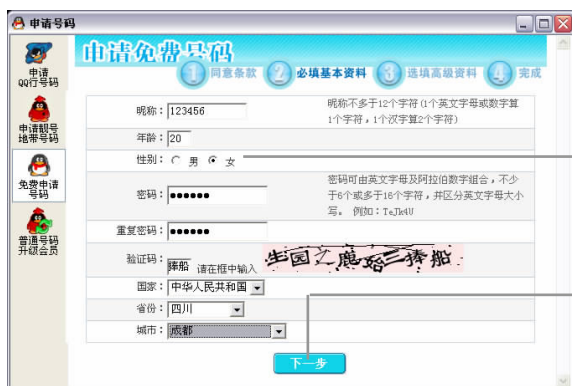 申请号码
申请免费号码
1 同意条款 2 必填基本资料 3 选填高级资料 4 完成
申请
QQ行号码
申请靓号
地带号码
免费申请
号码
普通号码
升级会员
昵称：123456
昵称不多于12个字符(1个英文字母或数字算
1个字符，1个汉字算2个字符)
年龄：20
性别： 男 女
密码：●●●●●●
密码可由英文字母及阿拉伯数字组合，不少
于6个或多于16个字符，并区分英文字母大小
写。 例如：TeJk4U
重复密码：●●●●●●
验证码：捧船 请在框中输入
生园之鹿始三捧船
国家：中华人民共和国
省份：四川
城市：成都
下一步